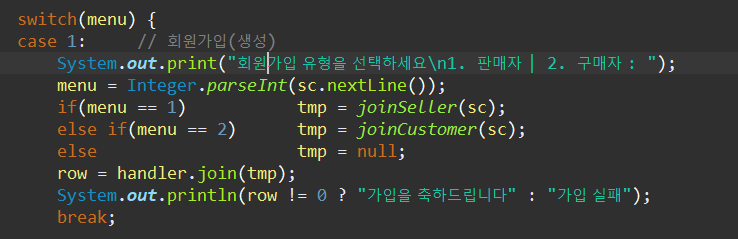 switch(menu) {
case 1:      // 회원가입(생성)
    System.out.print("회원가입 유형을 선택하세요\n1. 판매자 | 2. 구매자 : ");
    menu = Integer.parseInt(sc.nextLine());
    if(menu == 1)          tmp = joinSeller(sc);
    else if(menu == 2)     tmp = joinCustomer(sc);
    else                   tmp = null;
    row = handler.join(tmp);
    System.out.println(row != 0 ? "가입을 축하드립니다" : "가입 실패");
    break;